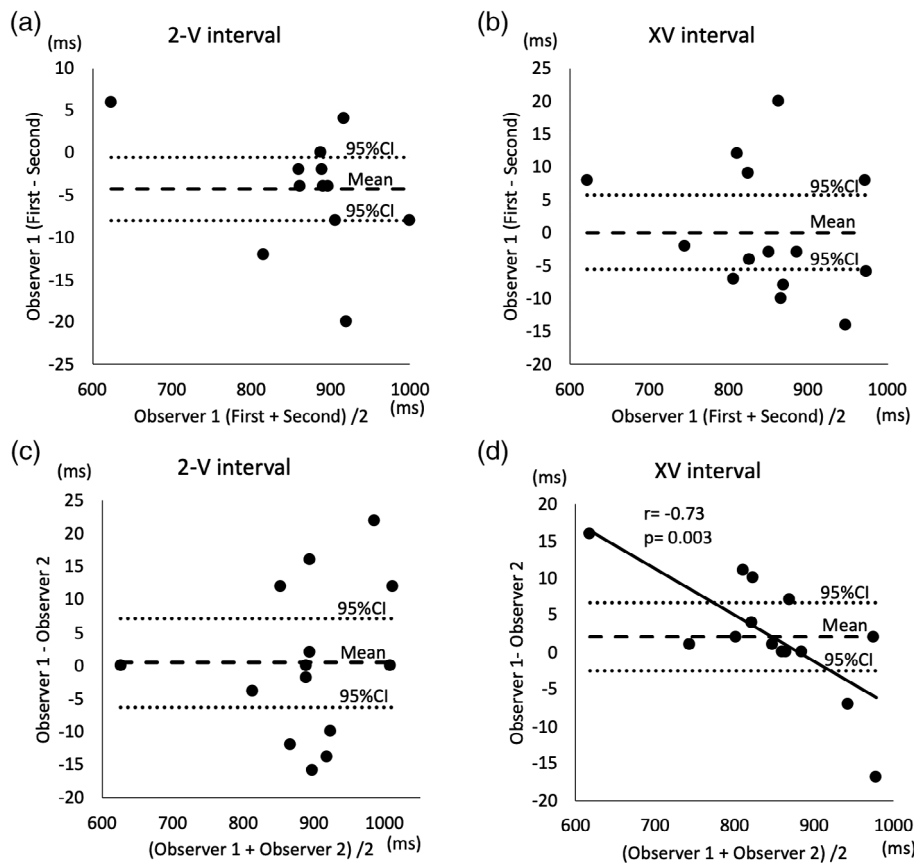 (a)
(ms)
2-V interval
10
5
0
-5
-10
-15
-20
-25
Observer 1 (First - Second)
95%CI
Mean
95%CI
600 700 800 900 1000
Observer 1 (First + Second) /2
(ms)
(b)
(ms)
XV interval
25
20
15
10
5
0
-5
-10
-15
-20
Observer 1 (First - Second)
95%CI
Mean
95%CI
600 700 800 900 1000
Observer 1 (First + Second) /2
(ms)
(c)
(ms)
2-V interval
25
20
15
10
5
0
-5
-10
-15
-20
Observer 1 - Observer 2
95%CI
Mean
95%CI
600 700 800 900 1000
(Observer 1 + Observer 2) /2
(ms)
(d)
(ms)
XV interval
25
20
15
10
5
0
-5
-10
-15
-20
Observer 1- Observer 2
r= -0.73
p= 0.003
95%CI
Mean
95%CI
600 700 800 900 1000
(Observer 1 + Observer 2) /2
(ms)